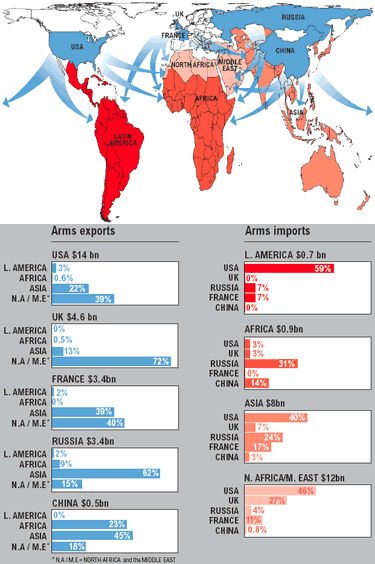 UK
RUSSIA
FRANCE
USA
CHINA
NORTH AFRICA
MIDDLE
EAST
AFRICA
ASIA
LATIN
AMERICA
Arms exports
USA $14 bn
L. AMERICA 3%
AFRICA 0.6%
ASIA 22%
N.A / M.E* 39%
UK $4.6 bn
L. AMERICA 0%
AFRICA 0.5%
ASIA 13%
N.A / M.E* 72%
FRANCE $3.4bn
L. AMERICA 2%
AFRICA 0%
ASIA 39%
N.A / M.E* 40%
RUSSIA $3.4bn
L. AMERICA 2%
AFRICA 9%
ASIA 62%
N.A / M.E* 15%
CHINA $0.5bn
L. AMERICA 0%
AFRICA 23%
ASIA 45%
N.A / M.E* 18%
* N.A / M.E = NORTH AFRICA and the MIDDLE EAST
Arms imports
L. AMERICA $0.7 bn
USA 59%
UK 0%
RUSSIA 7%
FRANCE 7%
CHINA 0%
AFRICA $0.9bn
USA 3%
UK 3%
RUSSIA 31%
FRANCE 0%
CHINA 14%
ASIA $8bn
USA 40%
UK 7%
RUSSIA 24%
FRANCE 17%
CHINA 3%
N. AFRICA/M. EAST $12bn
USA 46%
UK 27%
RUSSIA 4%
FRANCE 11%
CHINA 0.8%